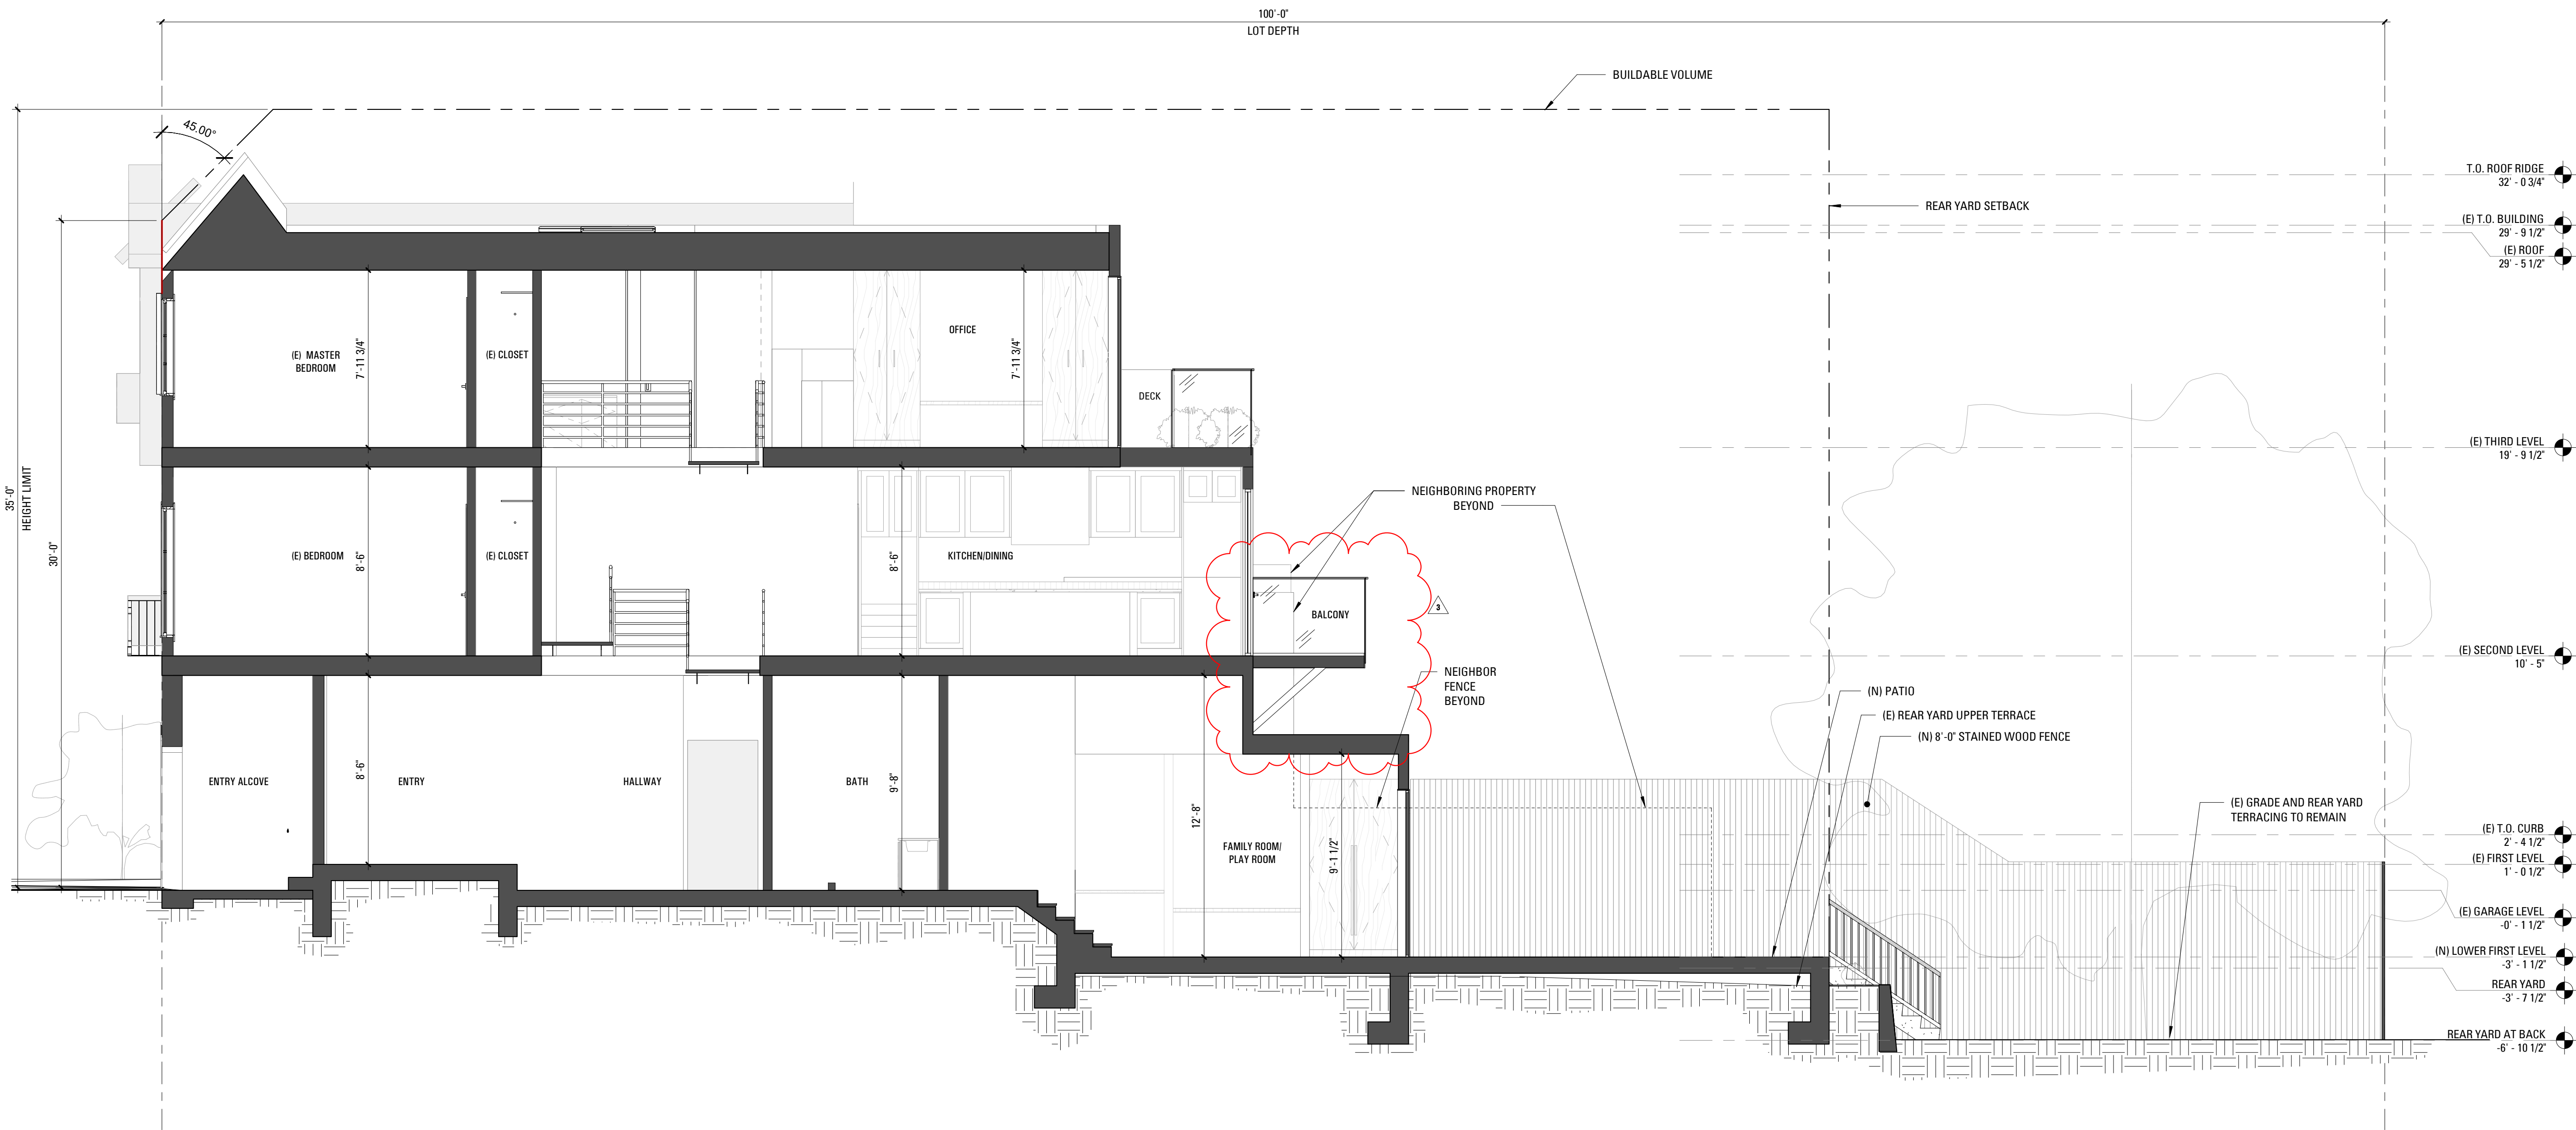 100'-0"
LOT DEPTH
BUILDABLE VOLUME
45.00°
T.O. ROOF RIDGE
32' - 0 3/4"
REAR YARD SETBACK
(E) T.O. BUILDING
29' - 9 1/2"
(E) ROOF
29' - 5 1/2"
OFFICE
(E) MASTER
BEDROOM
7'-11 3/4"
(E) CLOSET
7'-11 3/4"
DECK
(E) THIRD LEVEL
19' - 9 1/2"
35'-0"
HEIGHT LIMIT
30'-0"
NEIGHBORING PROPERTY
BEYOND
(E) BEDROOM
8'-6"
(E) CLOSET
8'-6"
KITCHEN/DINING
BALCONY
3
(E) SECOND LEVEL
10' - 5"
NEIGHBOR
FENCE
BEYOND
(N) PATIO
(E) REAR YARD UPPER TERRACE
(N) 8'-0" STAINED WOOD FENCE
ENTRY ALCOVE
8'-6"
ENTRY
HALLWAY
BATH
9'-8"
12'-8"
FAMILY ROOM/
PLAY ROOM
9'-1 1/2"
(E) GRADE AND REAR YARD
TERRACING TO REMAIN
(E) T.O. CURB
2' - 4 1/2"
(E) FIRST LEVEL
1' - 0 1/2"
(E) GARAGE LEVEL
-0' - 1 1/2"
(N) LOWER FIRST LEVEL
-3' - 1 1/2"
REAR YARD
-3' - 7 1/2"
REAR YARD AT BACK
-6' - 10 1/2"